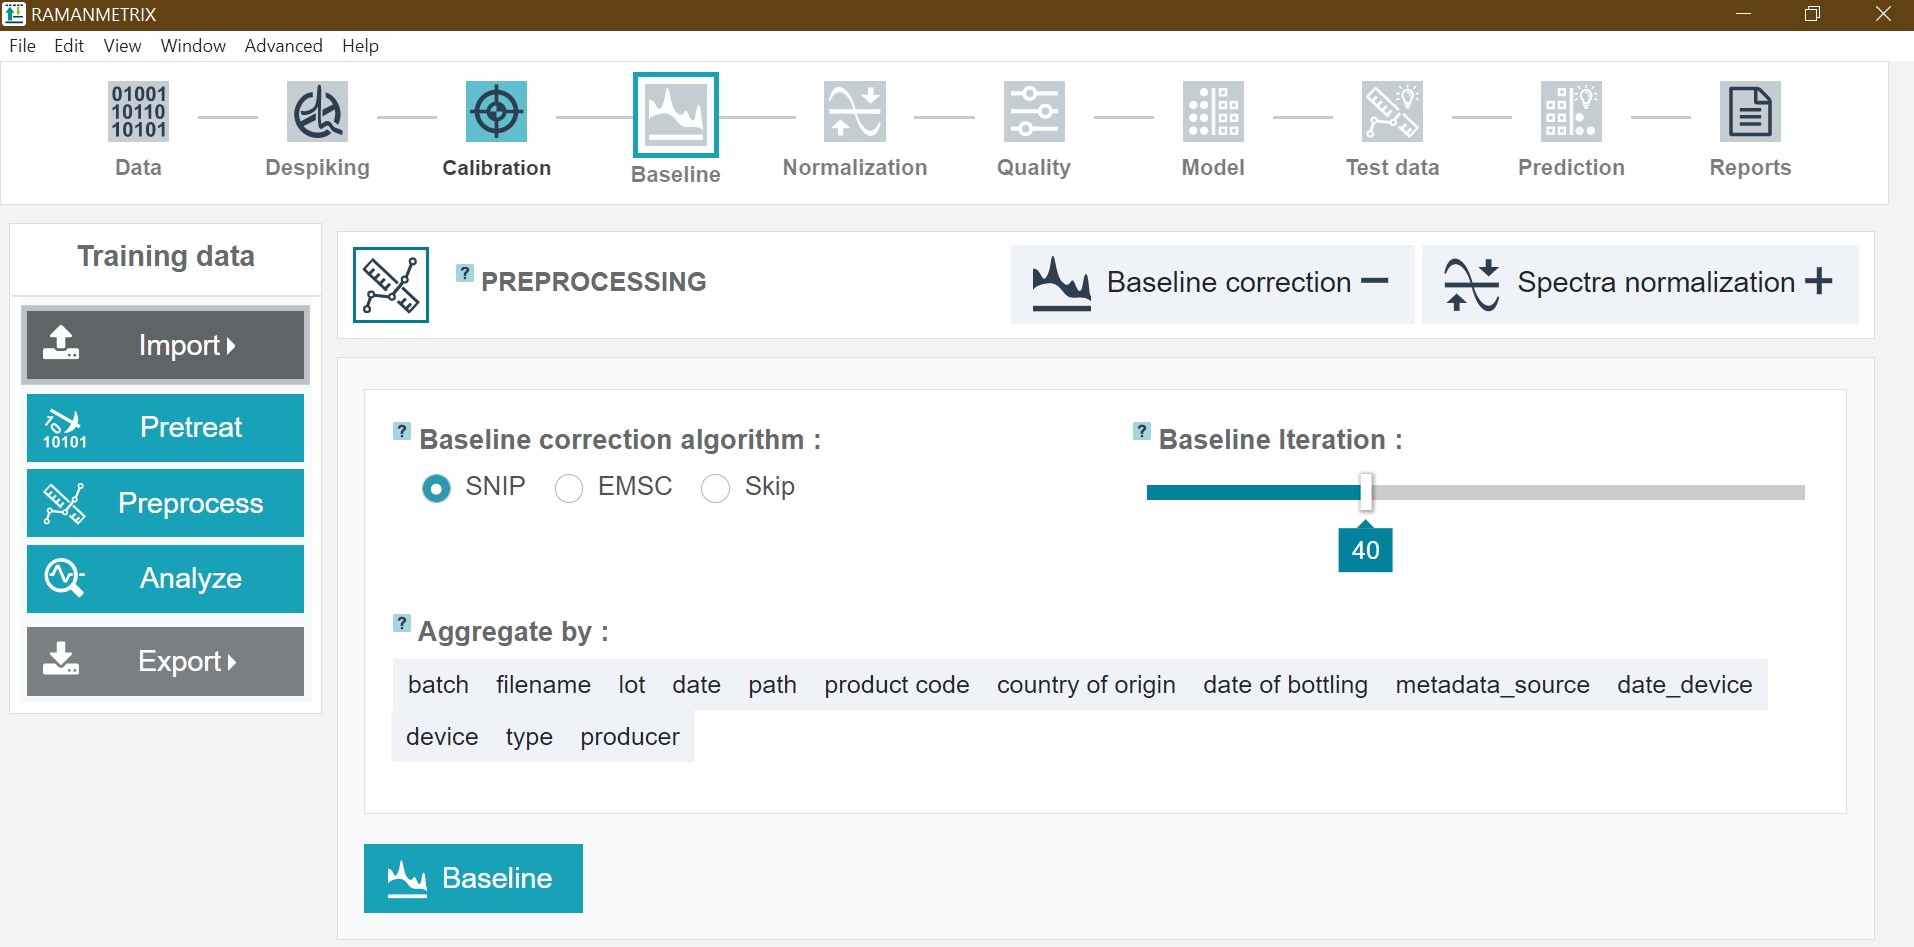 RAMANMETRIX
File Edit View Window Advanced Help
01001
10110
10101
Data Despiking Calibration Baseline Normalization Quality Model Test data Prediction Reports
Training data
? PREPROCESSING
Baseline correction
Spectra normalization
Import
10
10101
Pretreat
Preprocess
Analyze
Export
? Baseline correction algorithm :
SNIP EMSC Skip
? Baseline Iteration :
40
? Aggregate by :
batch filename lot date path product code country of origin date of bottling metadata_source date_device
device type producer
Baseline